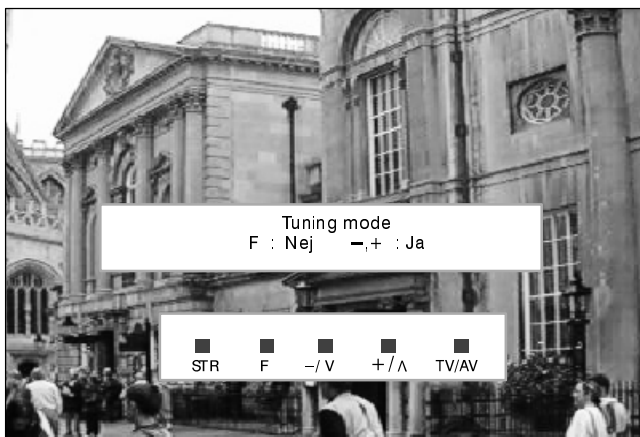 Tuning mode
F : Nej −,+ : Ja
STR F −/V +/Λ TV/AV